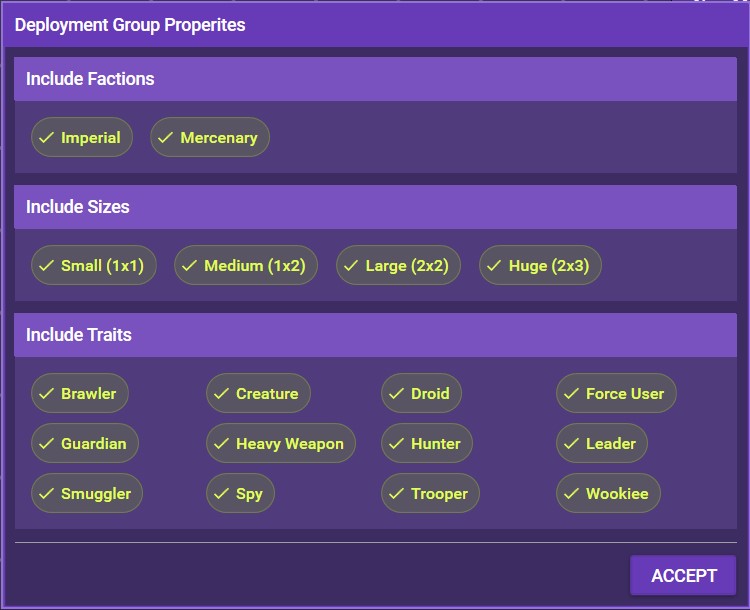 Deployment Group Properites
Include Factions
Imperial Mercenary
Include Sizes
Small (1x1) Medium (1x2) Large (2x2) Huge (2x3)
Include Traits
Brawler Creature Droid Force User
Guardian Heavy Weapon Hunter Leader
Smuggler Spy Trooper Wookiee
ACCEPT